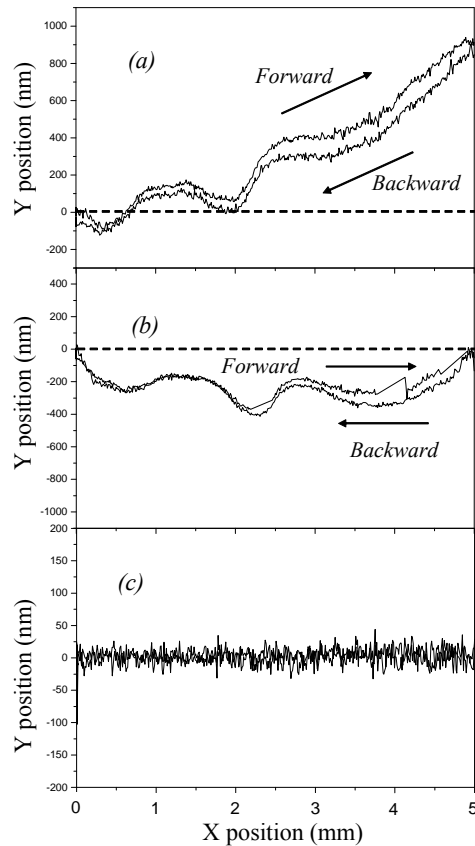 1000
(a)
Forward
800
600
400
Backward
200
0
-200
Y position (nm)
400
(b)
200
0
Forward
-200
-400
Backward
-600
-800
-1000
Y position (nm)
200
150
(c)
100
50
0
-50
-100
-150
-200
Y position (nm)
0 1 2 3 4 5
X position (mm)